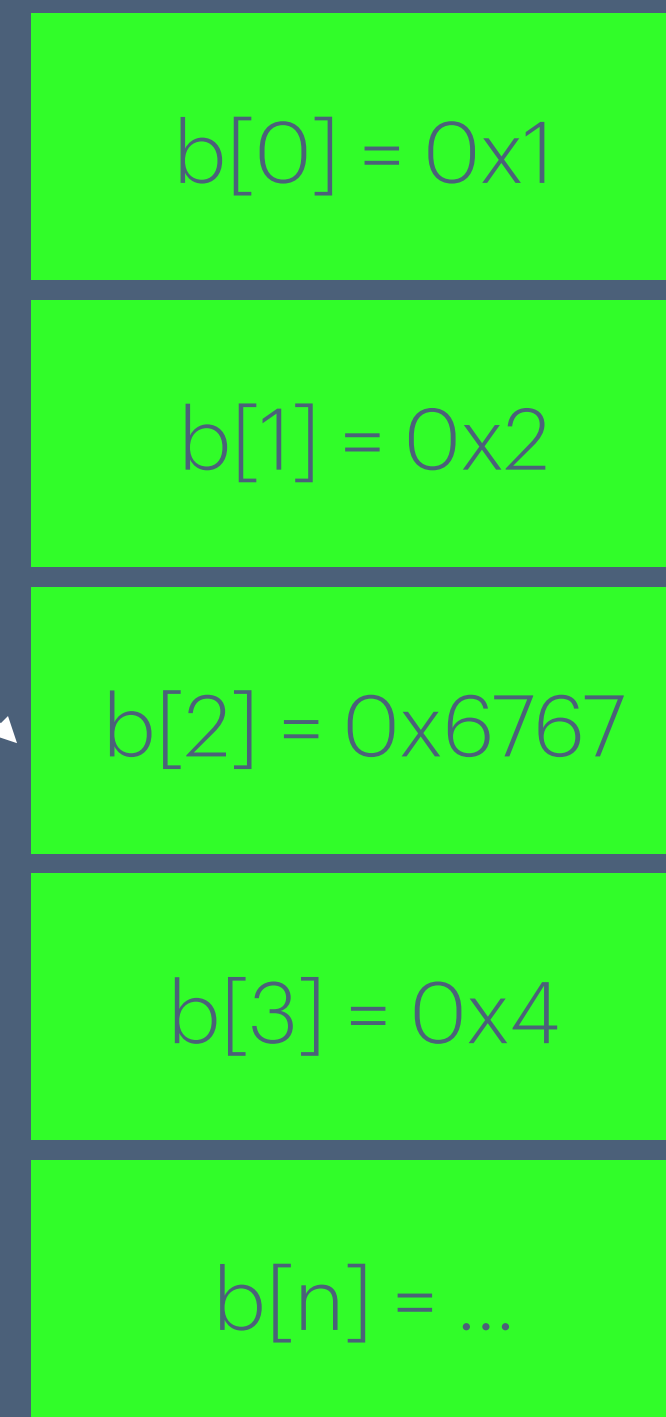 b[0] = 0x1
b[1] = 0x2
b[2] = 0x6767
b[3] = 0x4
b[n] = ...